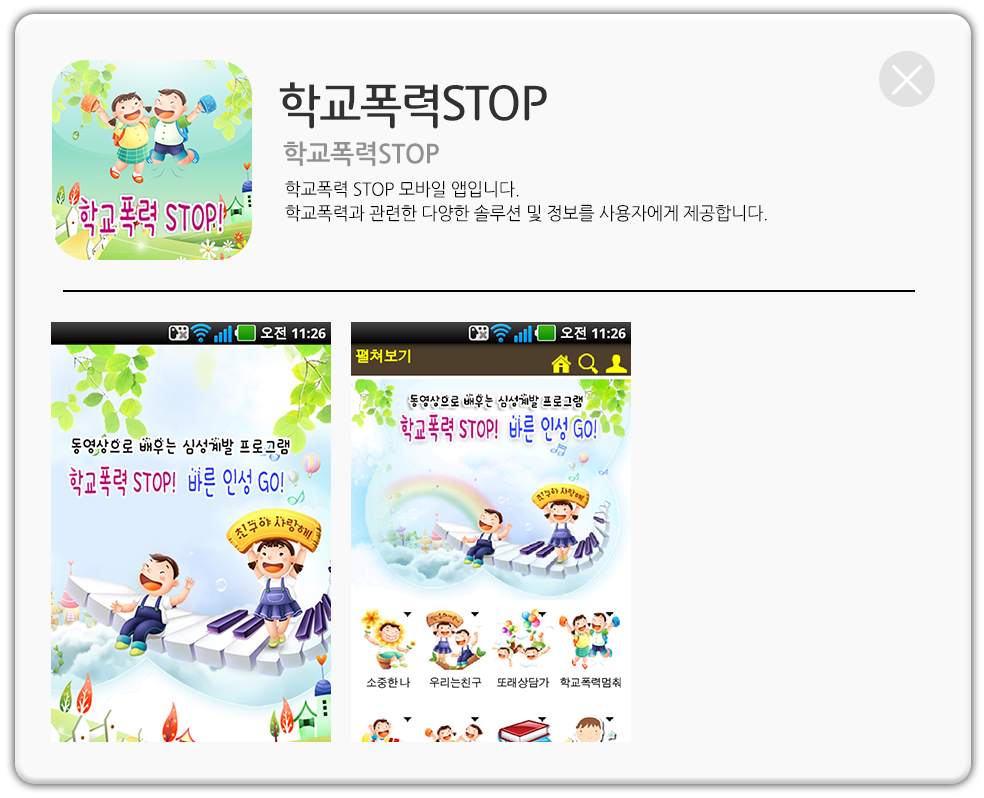 학교폭력 STOP!
학교폭력STOP
학교폭력STOP
학교폭력 STOP 모바일 앱입니다.
학교폭력과 관련한 다양한 솔루션 및 정보를 사용자에게 제공합니다.
오전 11:26
동영상으로 배우는 심성계발 프로그램
학교폭력 STOP! 바른 인성 GO!
친구야 사랑해
오전 11:26
펼쳐보기
동영상으로 배우는 심성계발 프로그램
학교폭력 STOP! 바른 인성 GO!
친구야 사랑해
소중한나 우리는친구 또래상담가 학교폭력멈춰